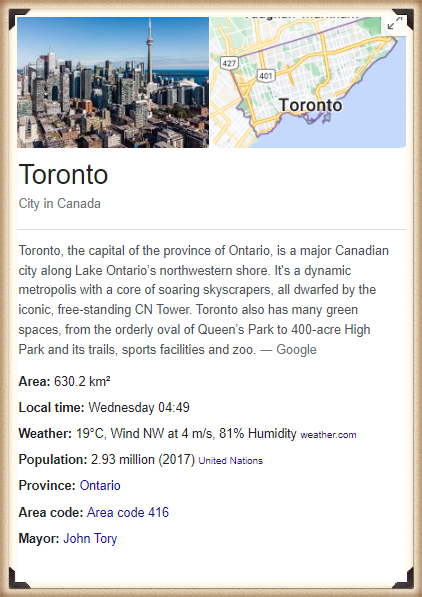 427
401
Toronto
Toronto
City in Canada
Toronto, the capital of the province of Ontario, is a major Canadian
city along Lake Ontario’s northwestern shore. It's a dynamic
metropolis with a core of soaring skyscrapers, all dwarfed by the
iconic, free-standing CN Tower. Toronto also has many green
spaces, from the orderly oval of Queen’s Park to 400-acre High
Park and its trails, sports facilities and zoo. — Google
Area: 630.2 km²
Local time: Wednesday 04:49
Weather: 19°C, Wind NW at 4 m/s, 81% Humidity weather.com
Population: 2.93 million (2017) United Nations
Province: Ontario
Area code: Area code 416
Mayor: John Tory